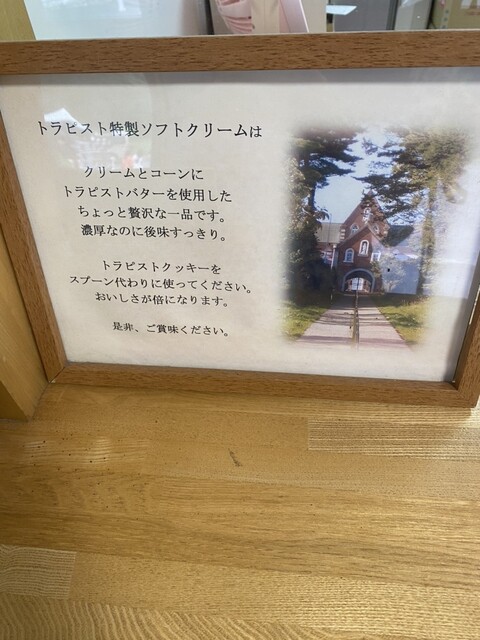 トラピスト特製ソフトクリームは
クリームとコーンに
トラピストバターを使用した
ちょっと贅沢な一品です。
濃厚なのに後味すっきり。
トラピストクッキーを
スプーン代わりに使ってください。
おいしさが倍になります。
是非、ご賞味ください。